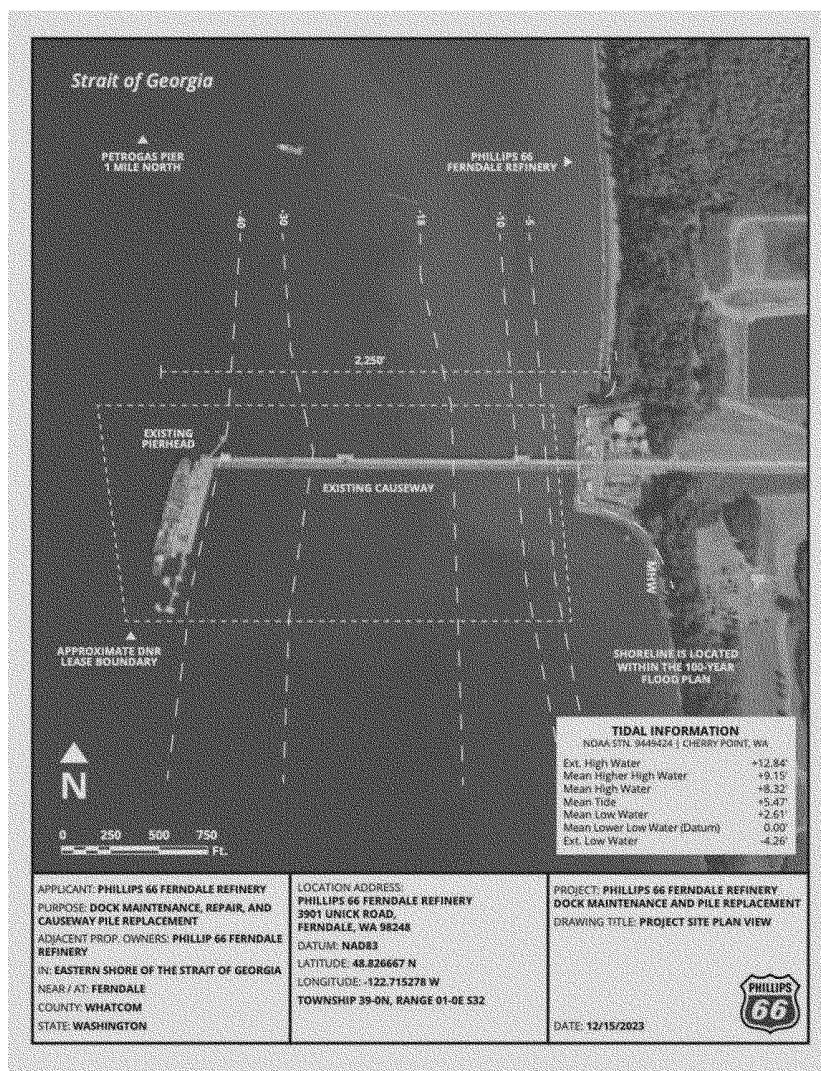 Strait of Georgia
PETROGAS PIER
1 MILE NORTH
PHILLIPS 66
FERNDALE REFINERY
-40
-30
-18
-10
-5
2,250'
EXISTING
PIERHEAD
EXISTING CAUSEWAY
MHW
APPROXIMATE DNR
LEASE BOUNDARY
SHORELINE IS LOCATED
WITHIN THE 100-YEAR
FLOOD PLAN
N
0 250 500 750
Ft.
TIDAL INFORMATION
NOAA STN. 9449424 | CHERRY POINT, WA
Ext. High Water +12.84'
Mean Higher High Water +9.15'
Mean High Water +8.32'
Mean Tide +5.47'
Mean Low Water +2.61'
Mean Lower Low Water (Datum) 0.00'
Ext. Low Water -4.26'
APPLICANT: PHILLIPS 66 FERNDALE REFINERY
PURPOSE: DOCK MAINTENANCE, REPAIR, AND
CAUSEWAY PILE REPLACEMENT
ADJACENT PROP. OWNERS: PHILLIP 66 FERNDALE
REFINERY
IN: EASTERN SHORE OF THE STRAIT OF GEORGIA
NEAR / AT: FERNDALE
COUNTY: WHATCOM
STATE: WASHINGTON
LOCATION ADDRESS:
PHILLIPS 66 FERNDALE REFINERY
3901 UNICK ROAD,
FERNDALE, WA 98248
DATUM: NAD83
LATITUDE: 48.826667 N
LONGITUDE: -122.715278 W
TOWNSHIP 39-0N, RANGE 01-0E S32
PROJECT: PHILLIPS 66 FERNDALE REFINERY
DOCK MAINTENANCE AND PILE REPLACEMENT
DRAWING TITLE: PROJECT SITE PLAN VIEW
DATE: 12/15/2023
PHILLIPS
66